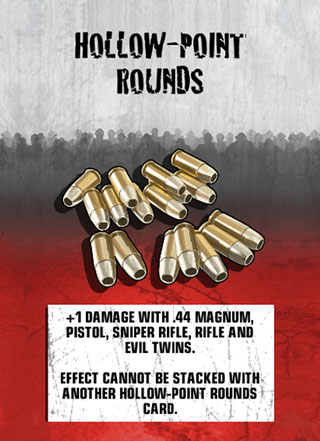 HOLLOW-POINT
ROUNDS
+1 DAMAGE WITH .44 MAGNUM,
PISTOL, SNIPER RIFLE, RIFLE AND
EVIL TWINS.
EFFECT CANNOT BE STACKED WITH
ANOTHER HOLLOW-POINT ROUNDS
CARD.